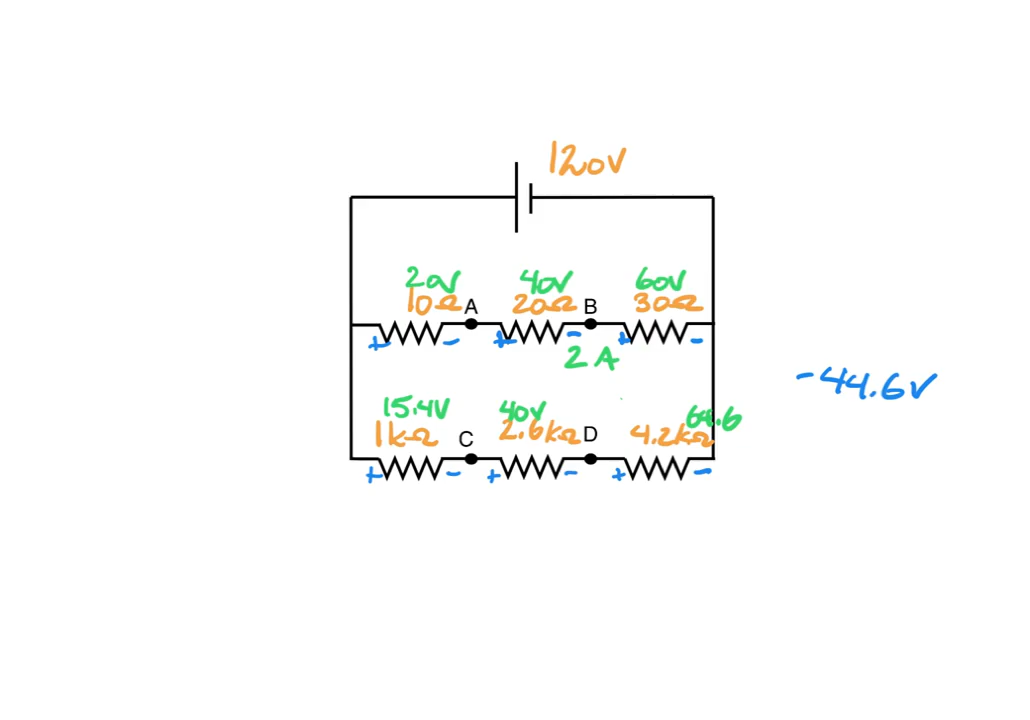 120V
20V 40V 60V
10Ω A 20Ω B 30Ω
+ - + - + -
2 A
-44.6V
15.4V 40V 64.6
1kΩ C 2.6kΩ D 4.2kΩ
+ - + - + -